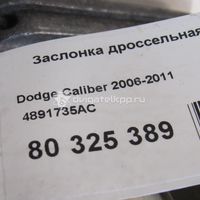 Заслонка дроссельная
Dodge Caliber 2006-2011
4891735AC
80 325 389